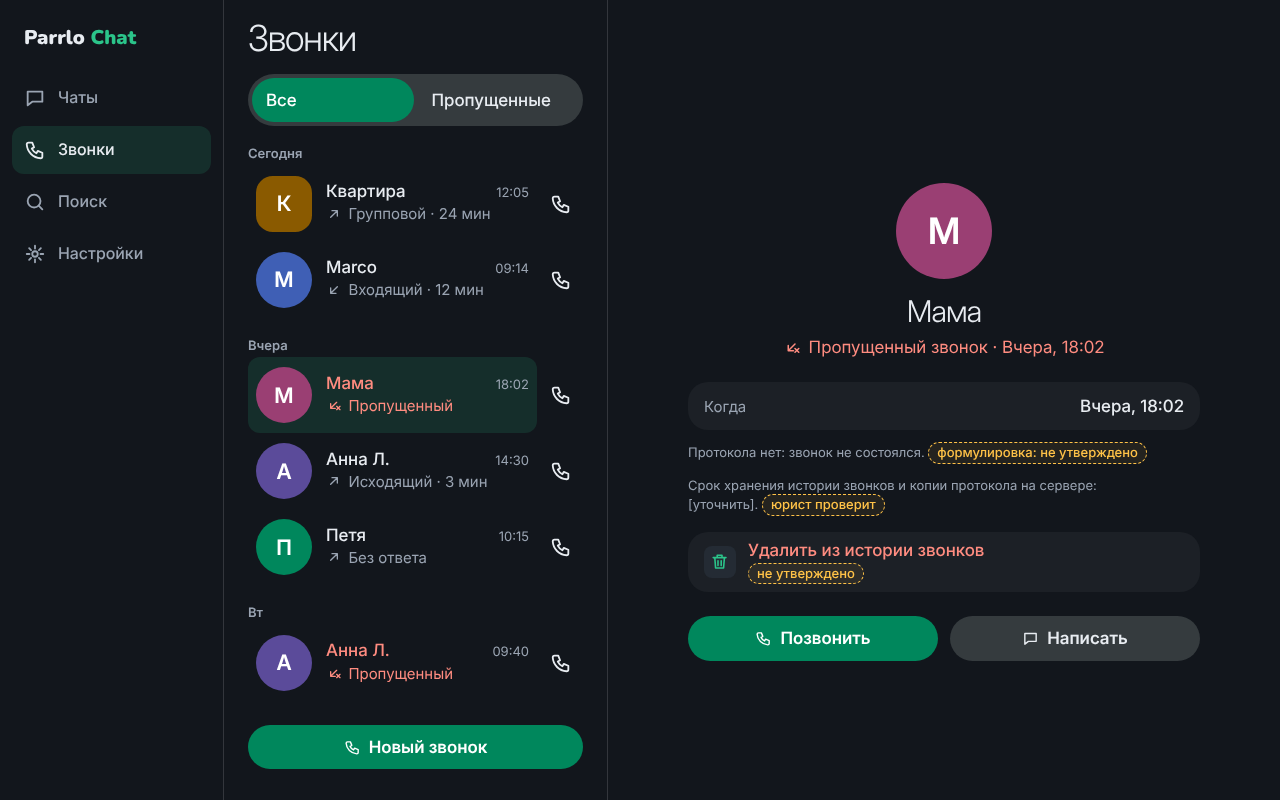 Parrlo Chat
Чаты
Звонки
Поиск
Настройки
Звонки
Все
Пропущенные
Сегодня
К
Квартира
12:05
Групповой · 24 мин
M
Marco
09:14
Входящий · 12 мин
Вчера
М
Мама
18:02
Пропущенный
А
Анна Л.
14:30
Исходящий · 3 мин
П
Петя
10:15
Без ответа
Вт
А
Анна Л.
09:40
Пропущенный
Новый звонок
М
Мама
Пропущенный звонок · Вчера, 18:02
Когда
Вчера, 18:02
Протокола нет: звонок не состоялся. формулировка: не утверждено
Срок хранения истории звонков и копии протокола на сервере:
[уточнить]. юрист проверит
Удалить из истории звонков
не утверждено
Позвонить
Написать